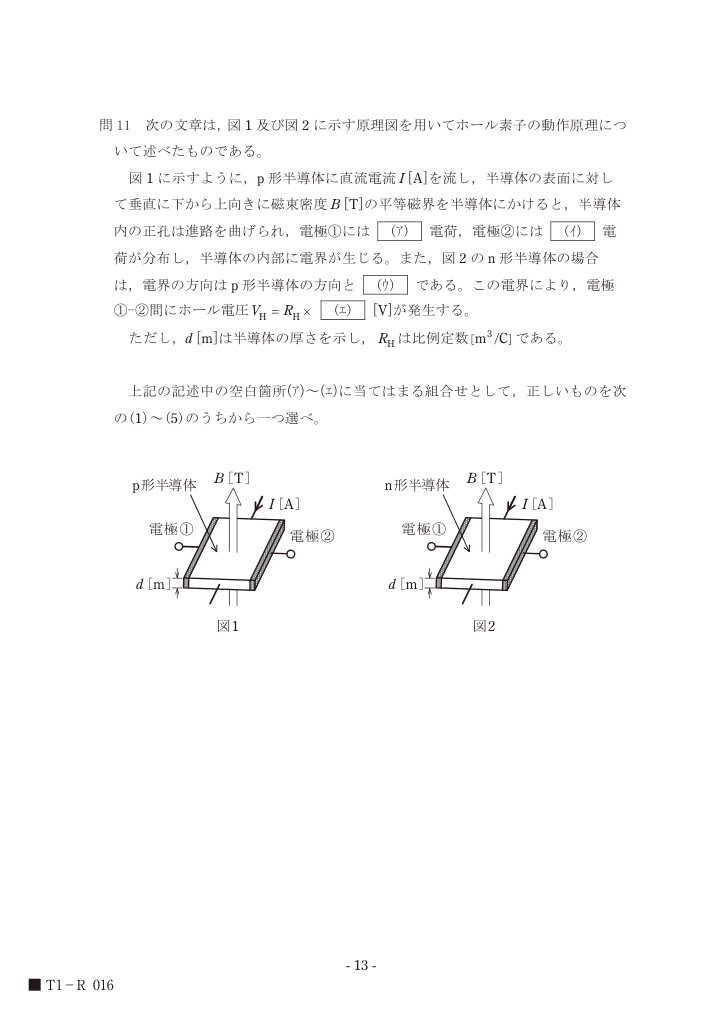 問 11 次の文章は，図 1 及び図 2 に示す原理図を用いてホール素子の動作原理につ
いて述べたものである。
図 1 に示すように，p 形半導体に直流電流 I [A]を流し，半導体の表面に対し
て垂直に下から上向きに磁束密度 B [T]の平等磁界を半導体にかけると，半導体
内の正孔は進路を曲げられ，電極①には (ア) 電荷，電極②には (イ) 電
荷が分布し，半導体の内部に電界が生じる。また，図 2 の n 形半導体の場合
は，電界の方向は p 形半導体の方向と (ウ) である。この電界により，電極
①-②間にホール電圧 V_H = R_H × (エ) [V]が発生する。
ただし，d [m]は半導体の厚さを示し， R_H は比例定数[m³/C] である。
上記の記述中の空白箇所(ア)～(エ)に当てはまる組合せとして，正しいものを次
の(1)～(5)のうちから一つ選べ。
p形半導体 B [T]
I [A]
電極① 電極②
d [m]
図1
n形半導体 B [T]
I [A]
電極① 電極②
d [m]
図2
- 13 -
■ T1－R 016